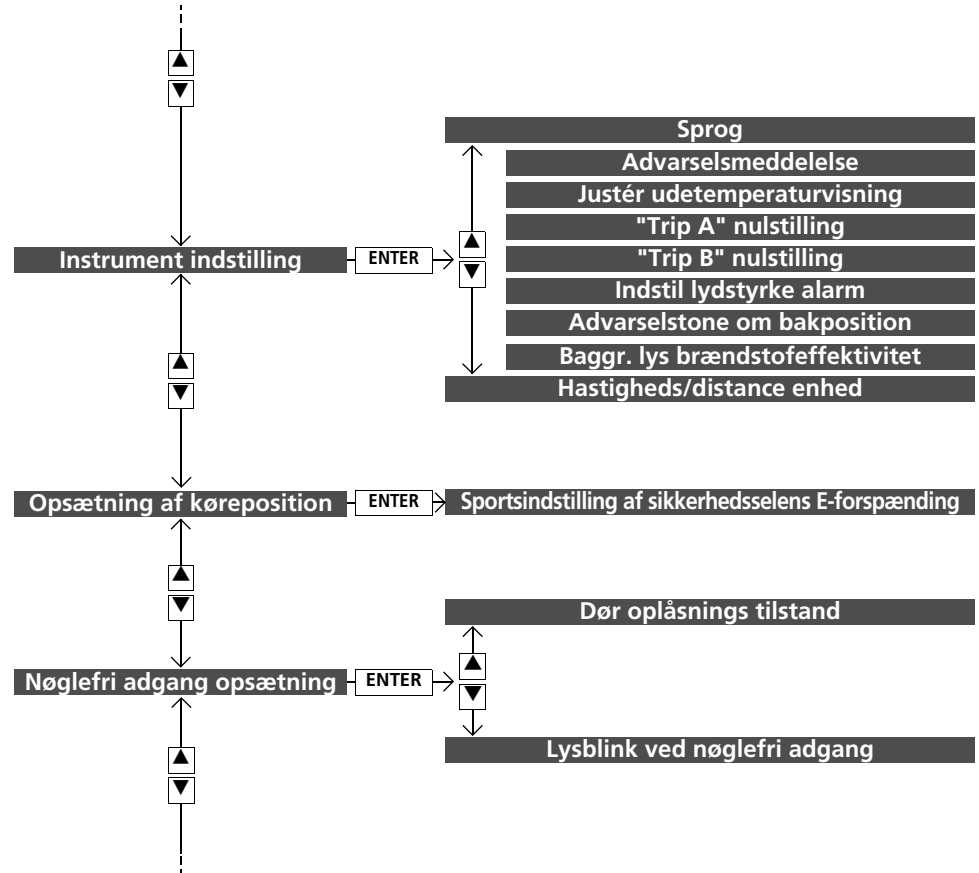 Sprog
Advarselsmeddelelse
Justér udetemperaturvisning
"Trip A" nulstilling
Instrument indstilling
ENTER
"Trip B" nulstilling
Indstil lydstyrke alarm
Advarselstone om bakposition
Baggr. lys brændstofeffektivitet
Hastigheds/distance enhed
Opsætning af køreposition
ENTER
Sportsindstilling af sikkerhedsselens E-forspænding
Dør oplåsnings tilstand
Nøglefri adgang opsætning
ENTER
Lysblink ved nøglefri adgang